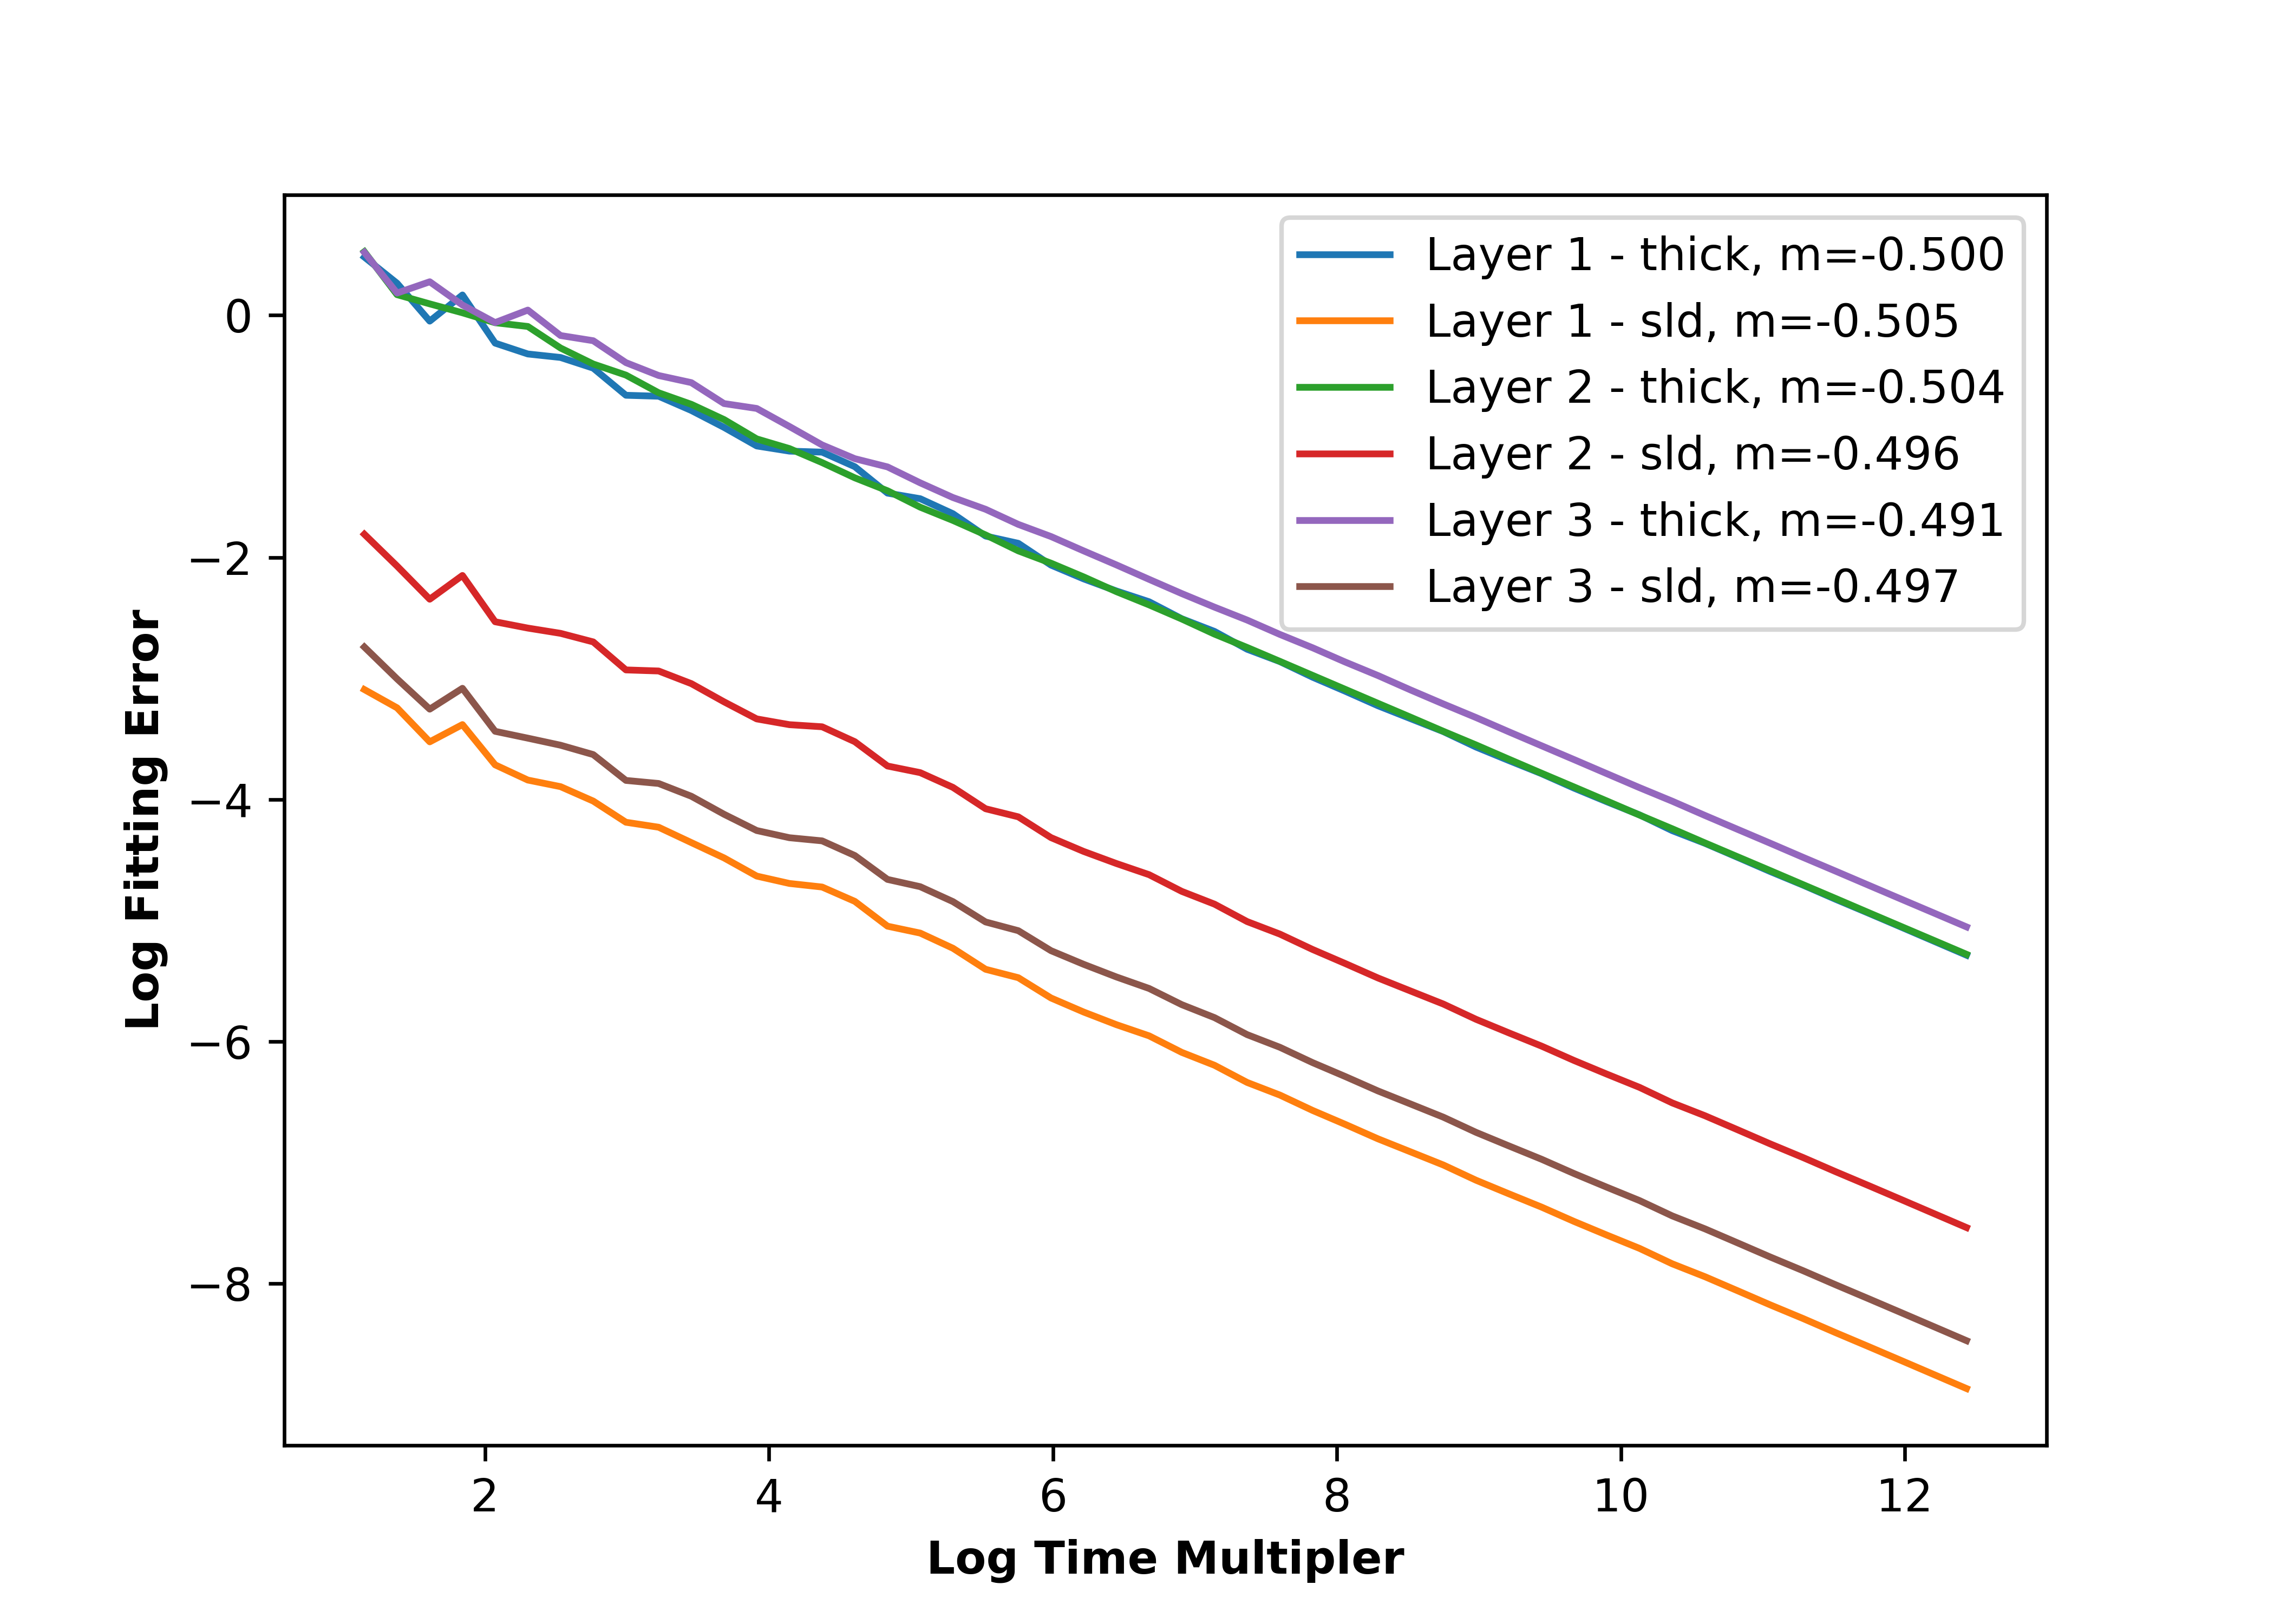 Layer 1 - thick, m=-0.500
Layer 1 - sld, m=-0.505
Layer 2 - thick, m=-0.504
Layer 2 - sld, m=-0.496
Layer 3 - thick, m=-0.491
Layer 3 - sld, m=-0.497
0
−2
−4
−6
−8
Log Fitting Error
2 4 6 8 10 12
Log Time Multipler